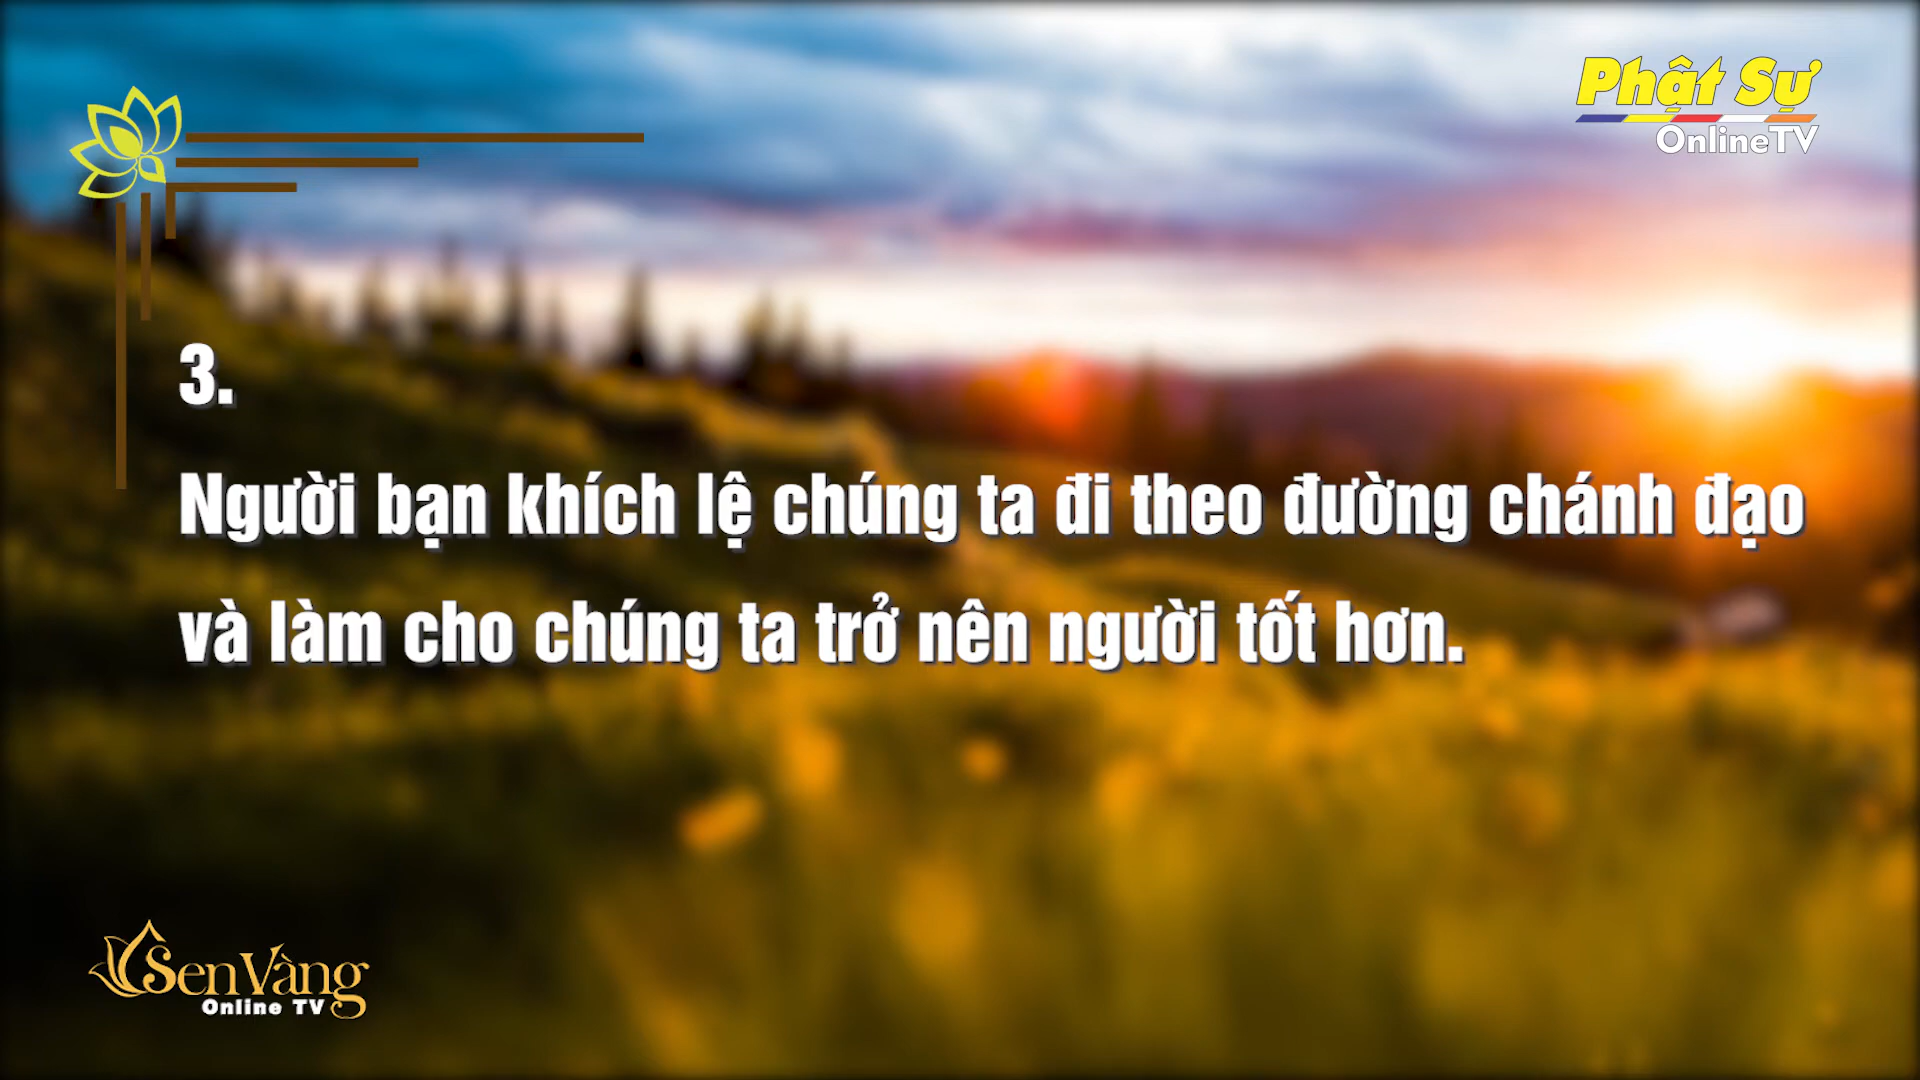 Phật Sự
OnlineTV
3.
Người bạn khích lệ chúng ta đi theo đường chánh đạo
và làm cho chúng ta trở nên người tốt hơn.
Sen Vàng
Online TV